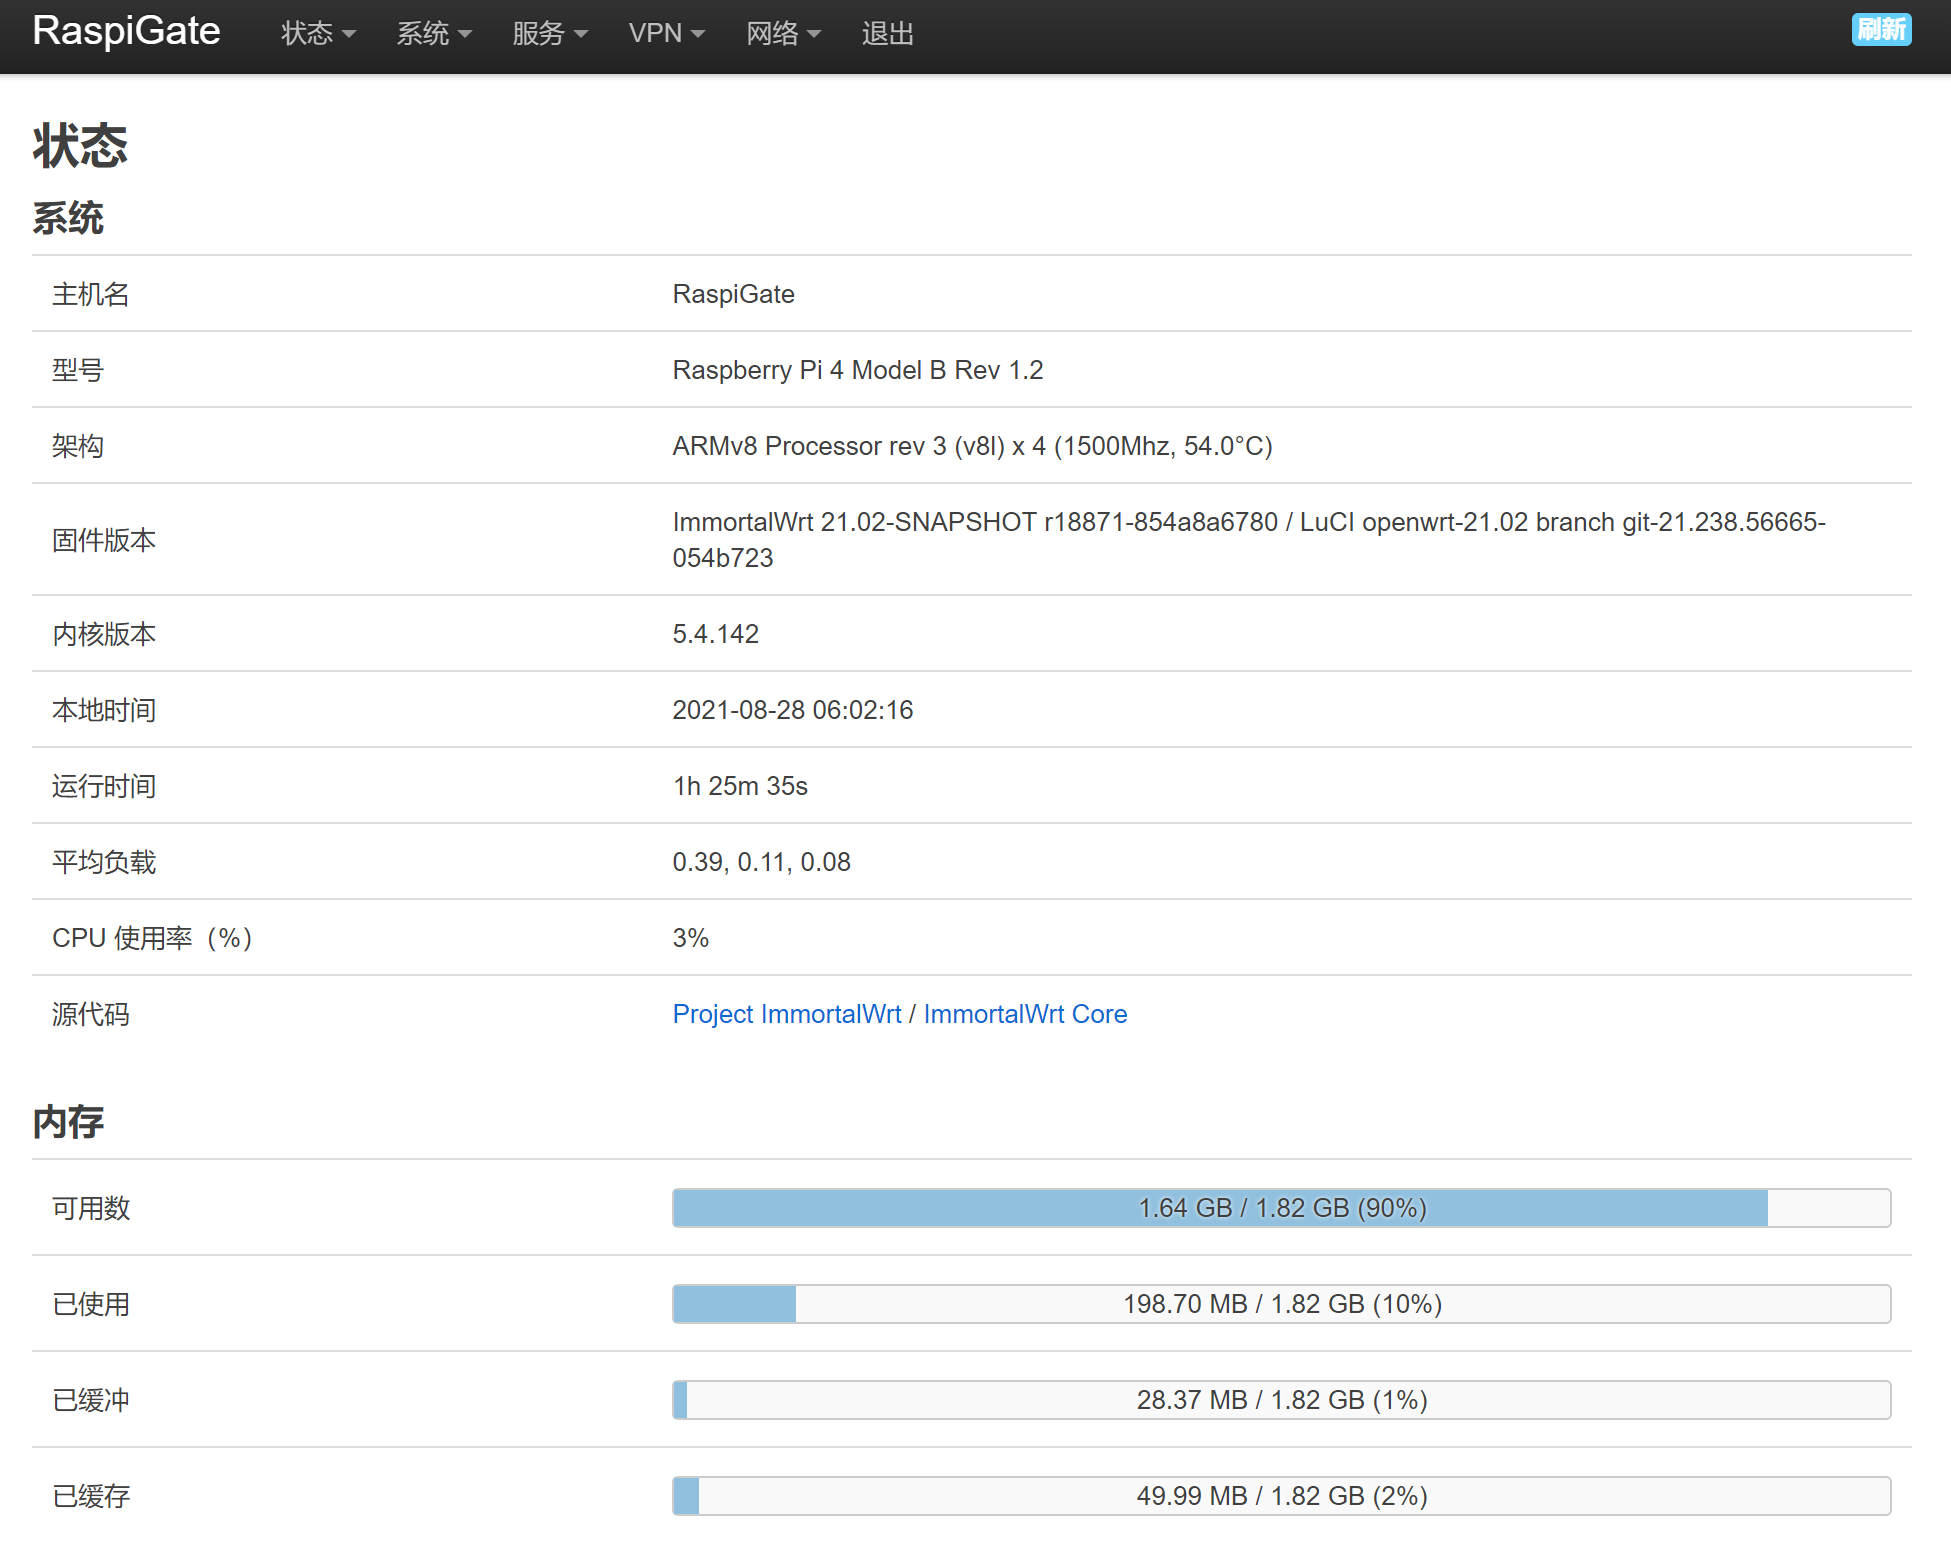 RaspiGate 状态 系统 服务 VPN 网络 退出 刷新
状态
系统
主机名 RaspiGate
型号 Raspberry Pi 4 Model B Rev 1.2
架构 ARMv8 Processor rev 3 (v8l) x 4 (1500Mhz, 54.0°C)
固件版本 ImmortalWrt 21.02-SNAPSHOT r18871-854a8a6780 / LuCI openwrt-21.02 branch git-21.238.56665-
054b723
内核版本 5.4.142
本地时间 2021-08-28 06:02:16
运行时间 1h 25m 35s
平均负载 0.39, 0.11, 0.08
CPU 使用率（%） 3%
源代码 Project ImmortalWrt / ImmortalWrt Core
内存
可用数 1.64 GB / 1.82 GB (90%)
已使用 198.70 MB / 1.82 GB (10%)
已缓冲 28.37 MB / 1.82 GB (1%)
已缓存 49.99 MB / 1.82 GB (2%)